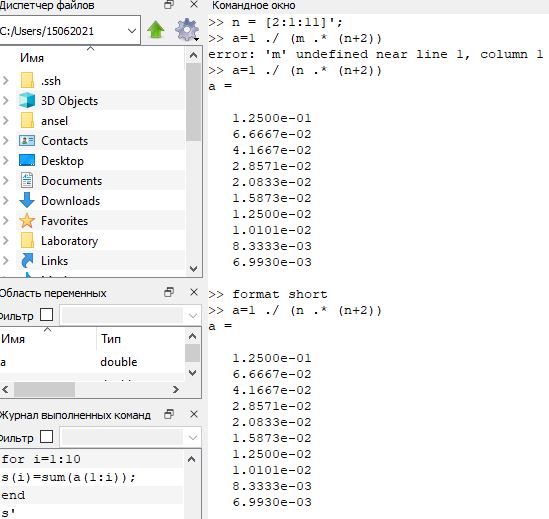 Диспетчер файлов
C:/Users/15062021
Имя
.ssh
3D Objects
ansel
Contacts
Desktop
Documents
Downloads
Favorites
Laboratory
Links
Область переменных
Фильтр
Имя
Тип
a
double
Журнал выполненных команд
Фильтр
for i=1:10
s(i)=sum(a(1:i));
end
s'
Командное окно
>> n = [2:1:11]';
>> a=1 ./ (m .* (n+2))
error: 'm' undefined near line 1, column 1
>> a=1 ./ (n .* (n+2))
a =
1.2500e-01
6.6667e-02
4.1667e-02
2.8571e-02
2.0833e-02
1.5873e-02
1.2500e-02
1.0101e-02
8.3333e-03
6.9930e-03
>> format short
>> a=1 ./ (n .* (n+2))
a =
1.2500e-01
6.6667e-02
4.1667e-02
2.8571e-02
2.0833e-02
1.5873e-02
1.2500e-02
1.0101e-02
8.3333e-03
6.9930e-03